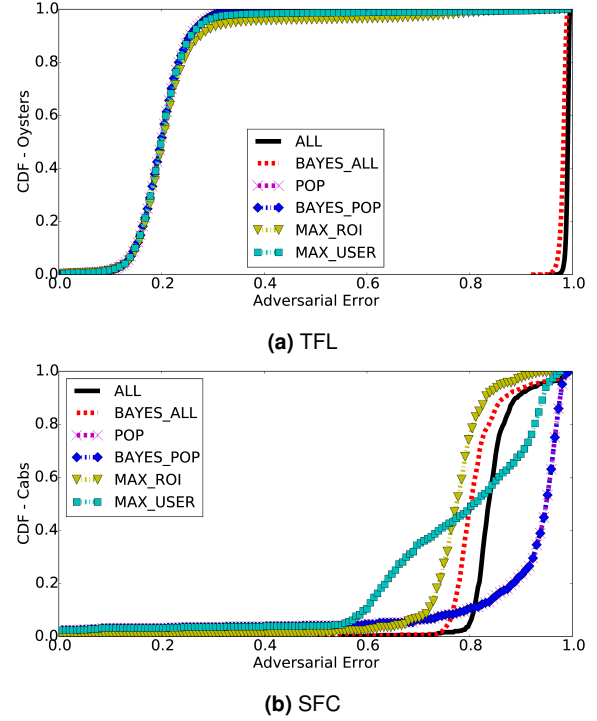 1.0
0.8
0.6
0.4
0.2
0.0
CDF - Oysters
ALL
BAYES_ALL
POP
BAYES_POP
MAX_ROI
MAX_USER
0.0 0.2 0.4 0.6 0.8 1.0
Adversarial Error
(a) TFL
1.0
0.8
0.6
0.4
0.2
0.0
CDF - Cabs
ALL
BAYES_ALL
POP
BAYES_POP
MAX_ROI
MAX_USER
0.0 0.2 0.4 0.6 0.8 1.0
Adversarial Error
(b) SFC